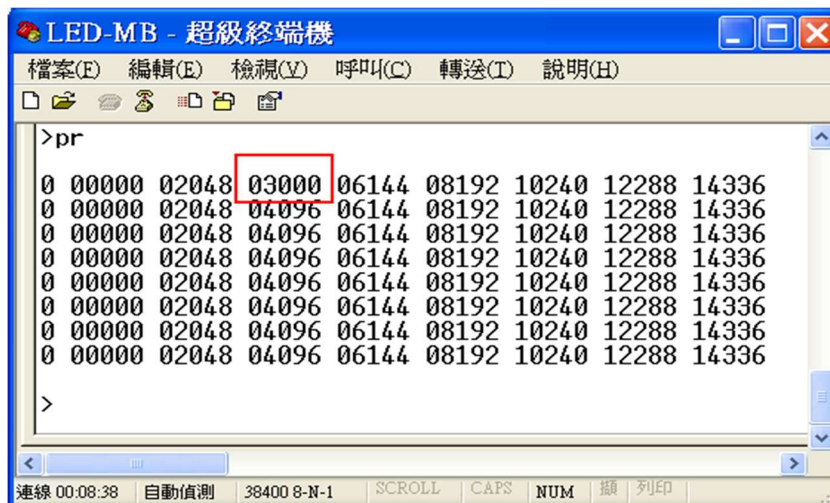 LED-MB - 超級終端機
檔案(F) 編輯(E) 檢視(V) 呼叫(C) 轉送(T) 說明(H)
>pr
0 00000 02048 03000 06144 08192 10240 12288 14336
0 00000 02048 04096 06144 08192 10240 12288 14336
0 00000 02048 04096 06144 08192 10240 12288 14336
0 00000 02048 04096 06144 08192 10240 12288 14336
0 00000 02048 04096 06144 08192 10240 12288 14336
0 00000 02048 04096 06144 08192 10240 12288 14336
0 00000 02048 04096 06144 08192 10240 12288 14336
0 00000 02048 04096 06144 08192 10240 12288 14336
>
連線 00:08:38 自動偵測 38400 8-N-1 SCROLL CAPS NUM 擷 列印